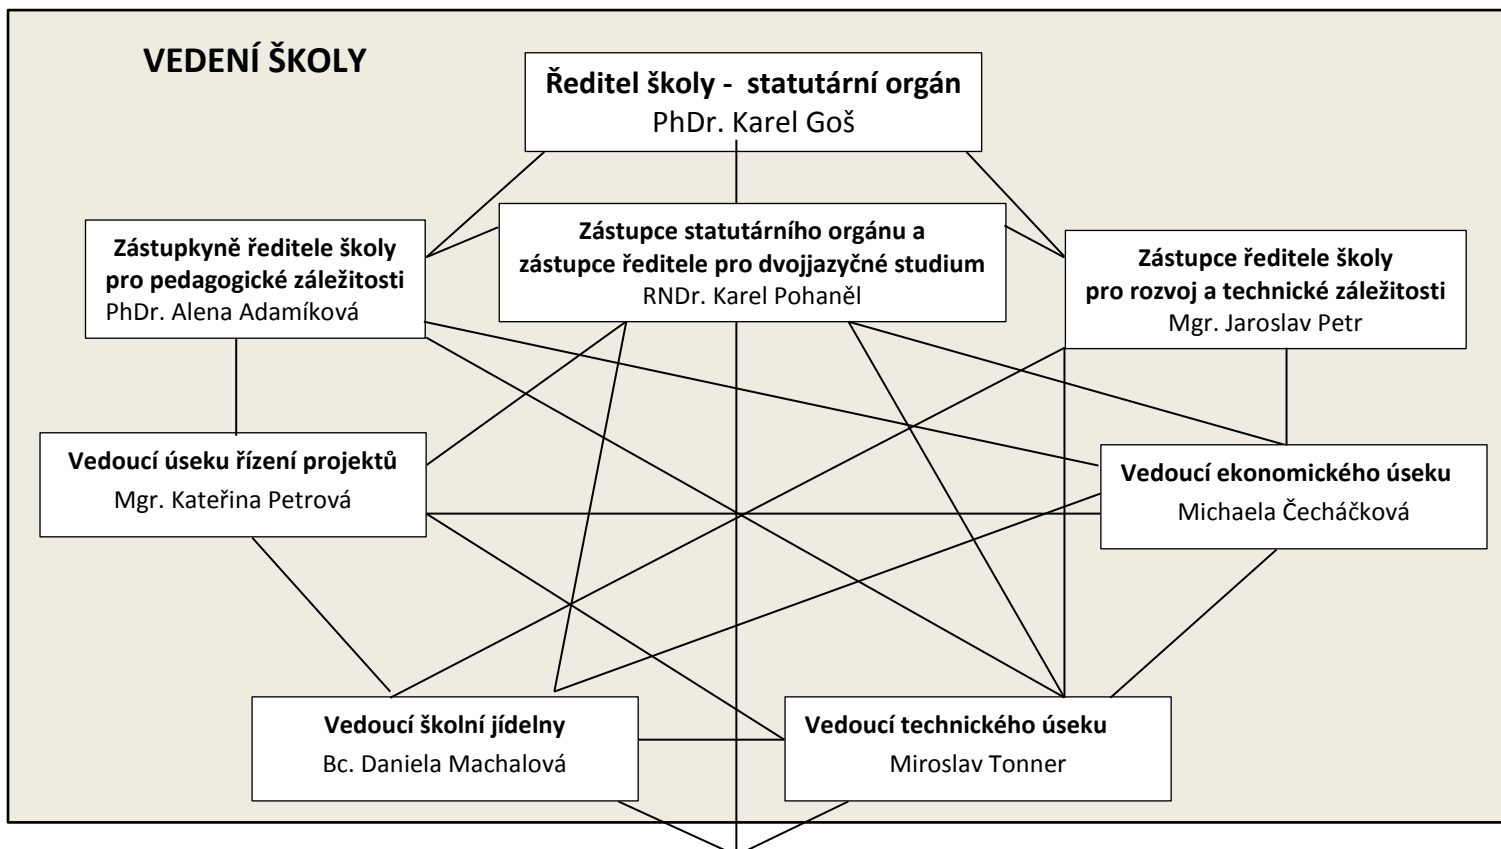 VEDENÍ ŠKOLY
Ředitel školy - statutární orgán
PhDr. Karel Goš
Zástupkyně ředitele školy
pro pedagogické záležitosti
PhDr. Alena Adamíková
Zástupce statutárního orgánu a
zástupce ředitele pro dvojjazyčné studium
RNDr. Karel Pohaněl
Zástupce ředitele školy
pro rozvoj a technické záležitosti
Mgr. Jaroslav Petr
Vedoucí úseku řízení projektů
Mgr. Kateřina Petrová
Vedoucí ekonomického úseku
Michaela Čecháčková
Vedoucí školní jídelny
Bc. Daniela Machalová
Vedoucí technického úseku
Miroslav Tonner